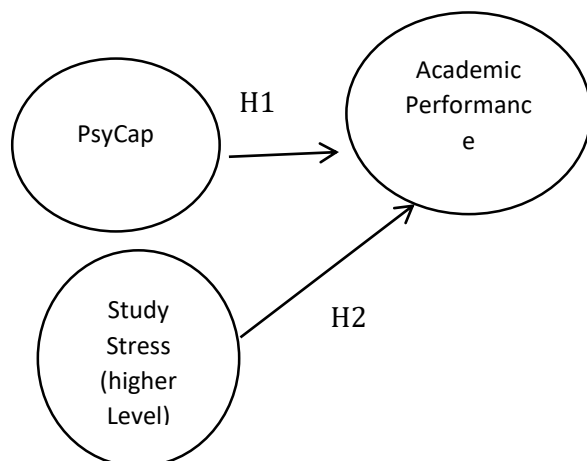 PsyCap
H1
Academic
Performanc
e
Study
Stress
(higher
Level)
H2